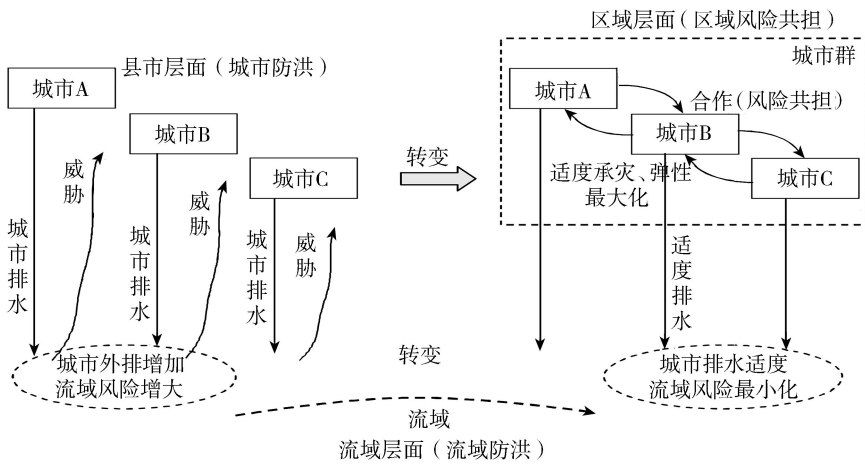 区域层面（区域风险共担）
城市群
县市层面（城市防洪）
城市A
城市B
城市C
威胁
威胁
威胁
城市排水
城市排水
城市排水
城市外排增加
流域风险增大
转变
城市A
合作（风险共担）
城市B
适度承灾、弹性
最大化
城市C
适度排水
城市排水适度
流域风险最小化
转变
流域
流域层面（流域防洪）